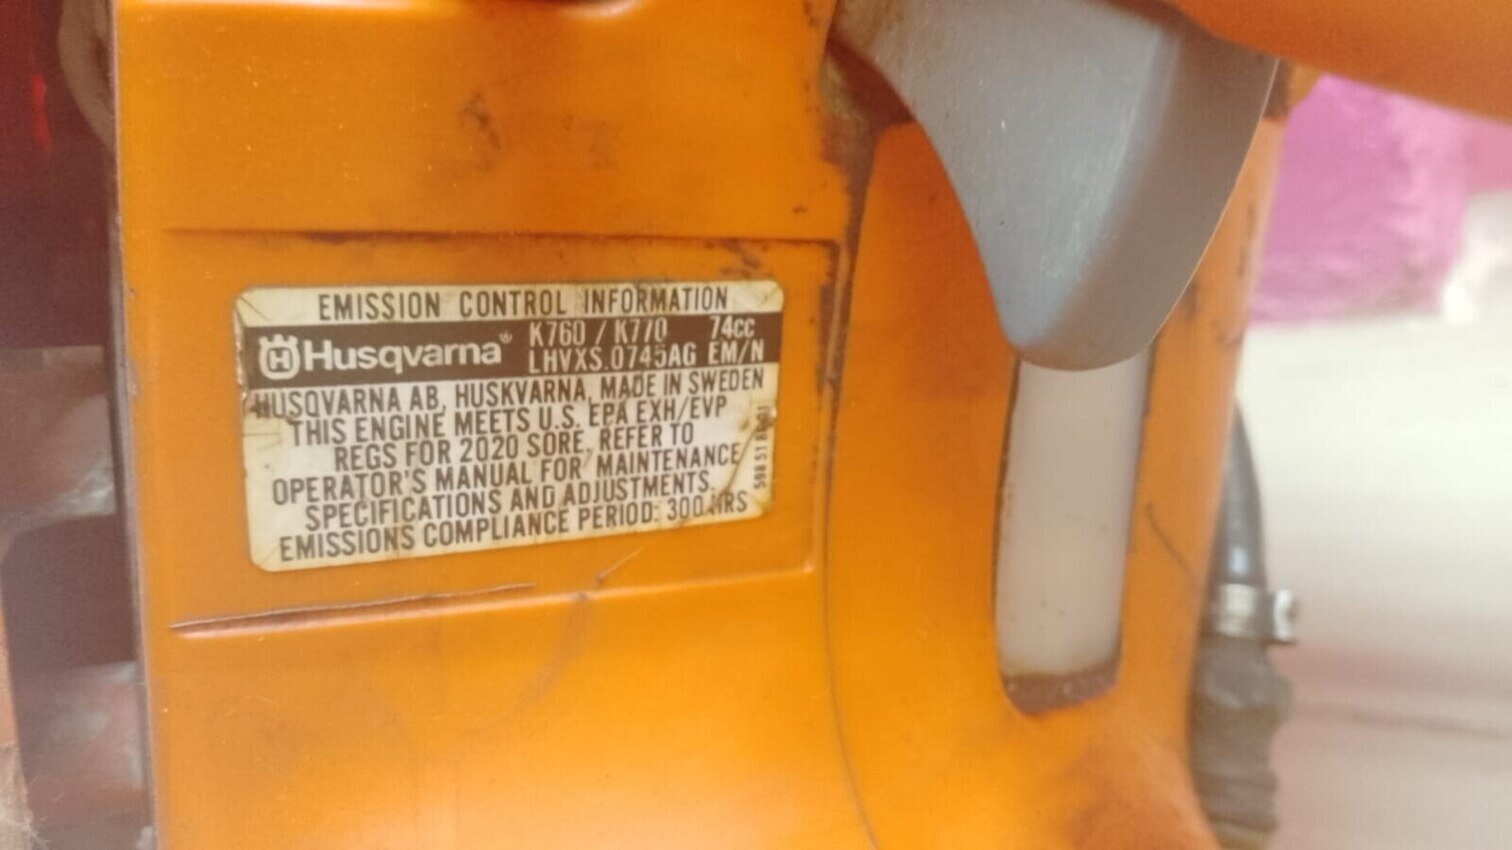 EMISSION CONTROL INFORMATION
Husqvarna® K760 / K770 74cc
LHVXS.0745AG EM/N
HUSQVARNA AB, HUSKVARNA, MADE IN SWEDEN
THIS ENGINE MEETS U.S. EPA EXH/EVP
REGS FOR 2020 SORE, REFER TO
OPERATOR'S MANUAL FOR MAINTENANCE
SPECIFICATIONS AND ADJUSTMENTS.
EMISSIONS COMPLIANCE PERIOD: 300 HRS
598 51